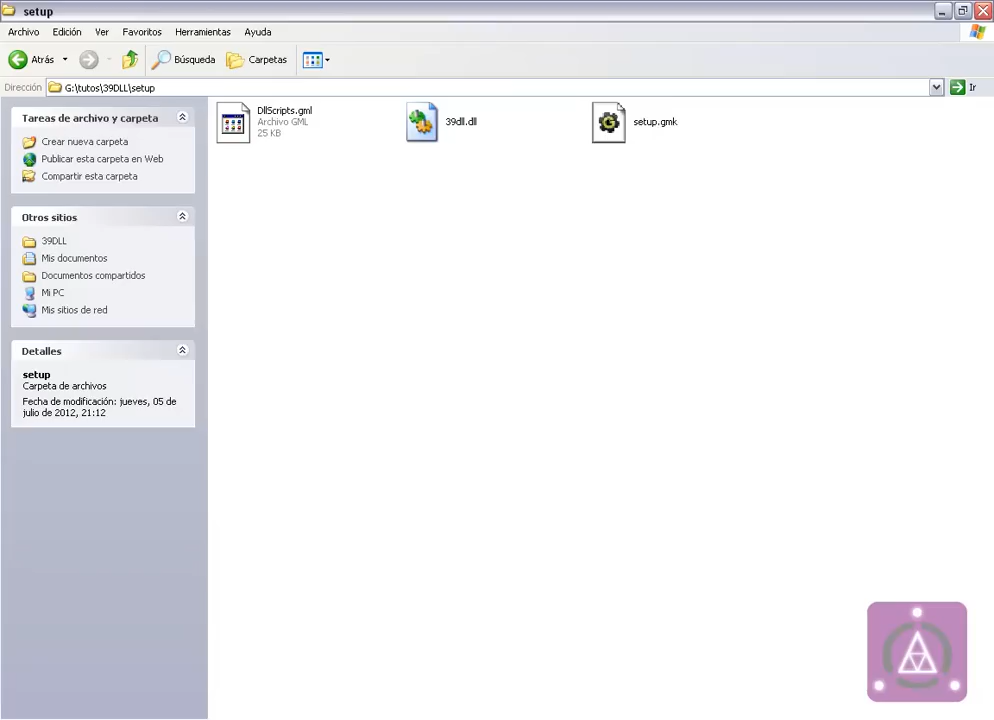 setup
Archivo Edición Ver Favoritos Herramientas Ayuda
Atrás Búsqueda Carpetas
Dirección G:\tutos\39DLL\setup Ir
Tareas de archivo y carpeta
Crear nueva carpeta
Publicar esta carpeta en Web
Compartir esta carpeta
Otros sitios
39DLL
Mis documentos
Documentos compartidos
Mi PC
Mis sitios de red
Detalles
setup
Carpeta de archivos
Fecha de modificación: jueves, 05 de
julio de 2012, 21:12
DllScripts.gml
Archivo GML
25 KB
39dll.dll
setup.gmk